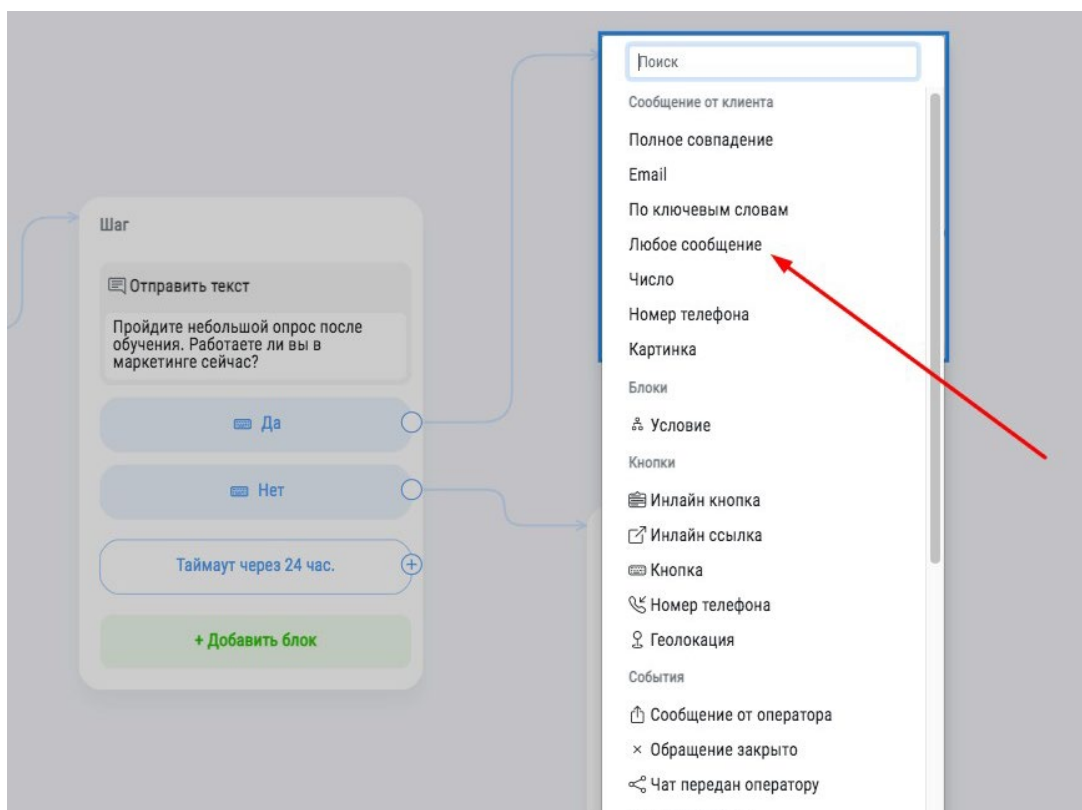 Шаг
Отправить текст
Пройдите небольшой опрос после
обучения. Работаете ли вы в
маркетинге сейчас?
Да
Нет
Таймаут через 24 час.
+ Добавить блок
Поиск
Сообщение от клиента
Полное совпадение
Email
По ключевым словам
Любое сообщение
Число
Номер телефона
Картинка
Блоки
Условие
Кнопки
Инлайн кнопка
Инлайн ссылка
Кнопка
Номер телефона
Геолокация
События
Сообщение от оператора
Обращение закрыто
Чат передан оператору